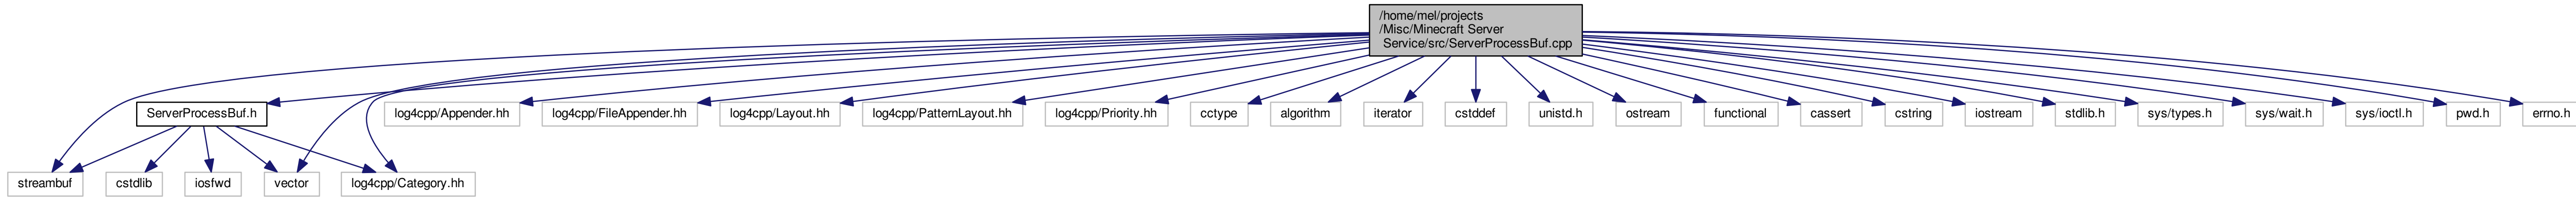 /home/mel/projects
/Misc/Minecraft Server
Service/src/ServerProcessBuf.cpp
ServerProcessBuf.h
log4cpp/Appender.hh
log4cpp/FileAppender.hh
log4cpp/Layout.hh
log4cpp/PatternLayout.hh
log4cpp/Priority.hh
cctype
algorithm
iterator
cstddef
unistd.h
ostream
functional
cassert
cstring
iostream
stdlib.h
sys/types.h
sys/wait.h
sys/ioctl.h
pwd.h
errno.h
streambuf
cstdlib
iosfwd
vector
log4cpp/Category.hh